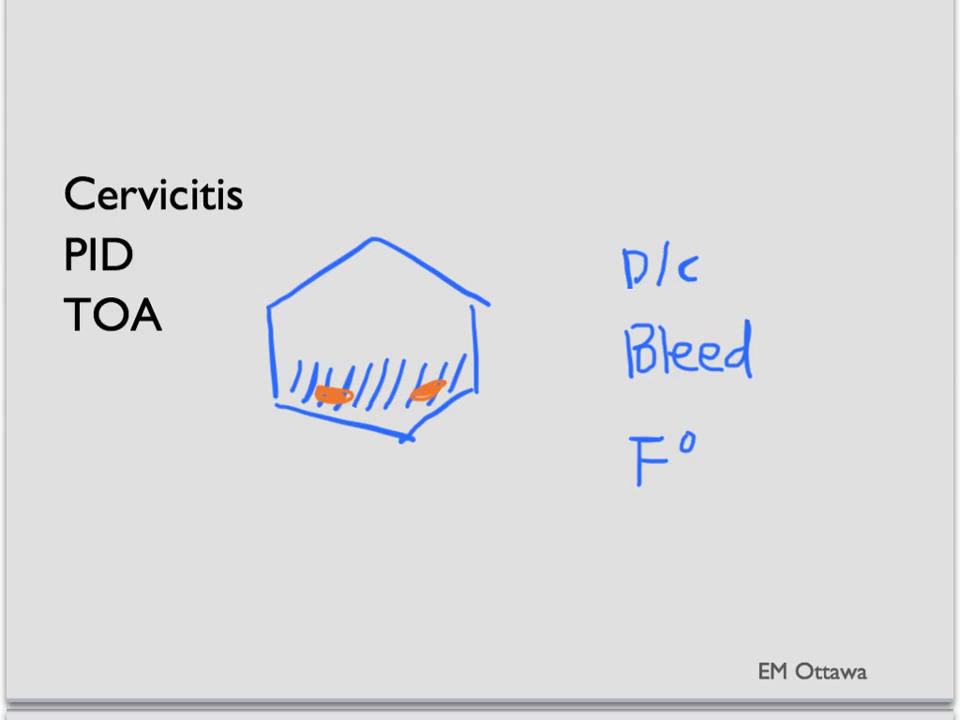 Cervicitis
PID
TOA
D/c
Bleed
F°
EM Ottawa